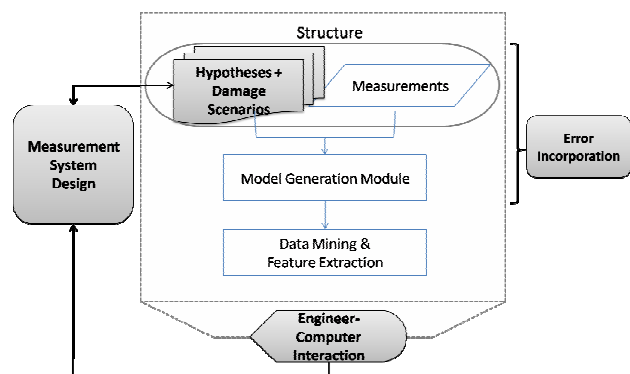 Structure
Hypotheses +
Damage
Scenarios
Measurements
Measurement
System
Design
Error
Incorporation
Model Generation Module
Data Mining &
Feature Extraction
Engineer-
Computer
Interaction